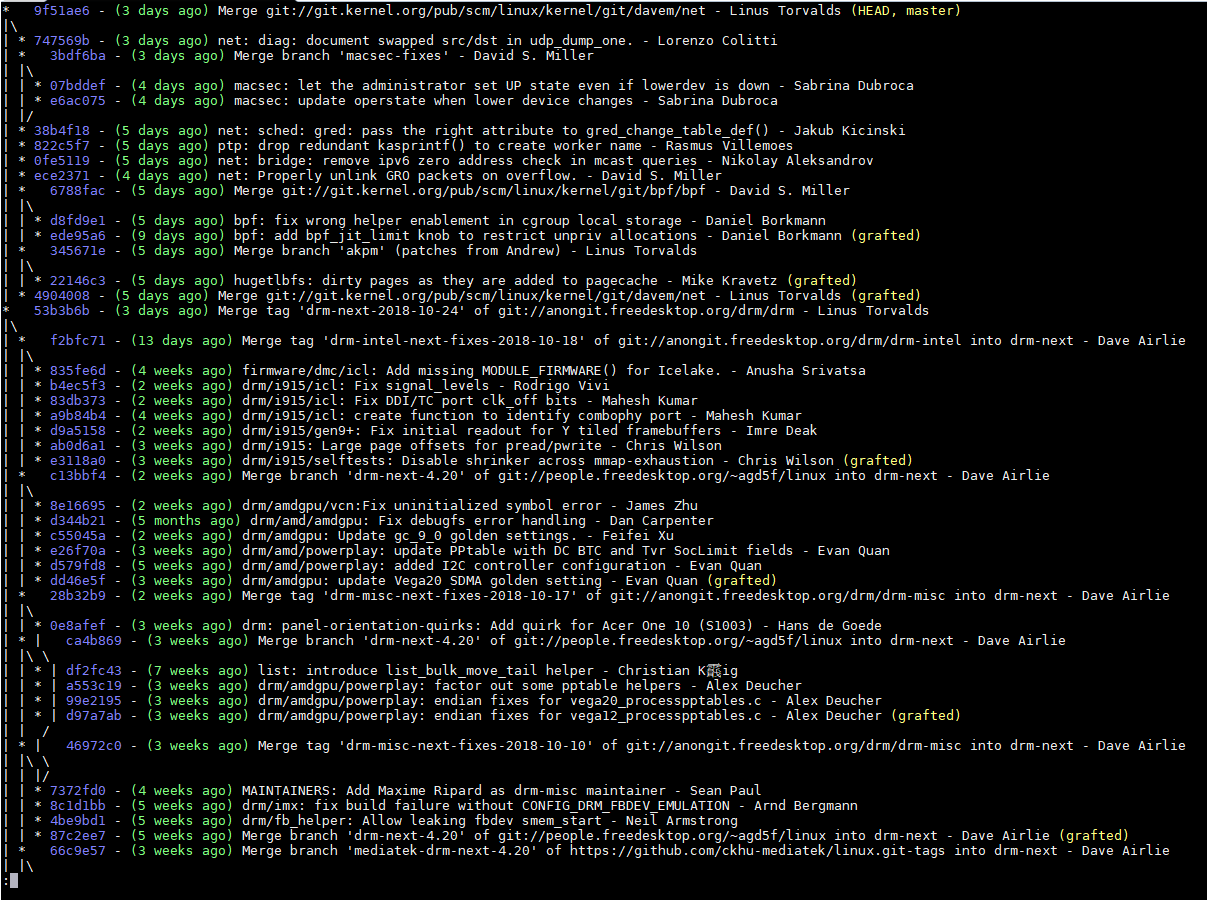 *   9f51ae6 - (3 days ago) Merge git://git.kernel.org/pub/scm/linux/kernel/git/davem/net - Linus Torvalds (HEAD, master)
|\
| * 747569b - (3 days ago) net: diag: document swapped src/dst in udp_dump_one. - Lorenzo Colitti
| *   3bdf6ba - (3 days ago) Merge branch 'macsec-fixes' - David S. Miller
| |\
| | * 07bddef - (4 days ago) macsec: let the administrator set UP state even if lowerdev is down - Sabrina Dubroca
| | * e6ac075 - (4 days ago) macsec: update operstate when lower device changes - Sabrina Dubroca
| |/
| * 38b4f18 - (5 days ago) net: sched: gred: pass the right attribute to gred_change_table_def() - Jakub Kicinski
| * 822c5f7 - (5 days ago) ptp: drop redundant kasprintf() to create worker name - Rasmus Villemoes
| * 0fe5119 - (5 days ago) net: bridge: remove ipv6 zero address check in mcast queries - Nikolay Aleksandrov
| * ece2371 - (4 days ago) net: Properly unlink GRO packets on overflow. - David S. Miller
| *   6788fac - (5 days ago) Merge git://git.kernel.org/pub/scm/linux/kernel/git/bpf/bpf - David S. Miller
| |\
| | * d8fd9e1 - (5 days ago) bpf: fix wrong helper enablement in cgroup local storage - Daniel Borkmann
| | * ede95a6 - (9 days ago) bpf: add bpf_jit_limit knob to restrict unpriv allocations - Daniel Borkmann (grafted)
| *   345671e - (5 days ago) Merge branch 'akpm' (patches from Andrew) - Linus Torvalds
| |\
| | * 22146c3 - (5 days ago) hugetlbfs: dirty pages as they are added to pagecache - Mike Kravetz (grafted)
| * 4904008 - (5 days ago) Merge git://git.kernel.org/pub/scm/linux/kernel/git/davem/net - Linus Torvalds (grafted)
*   53b3b6b - (3 days ago) Merge tag 'drm-next-2018-10-24' of git://anongit.freedesktop.org/drm/drm - Linus Torvalds
|\
| *   f2bfc71 - (13 days ago) Merge tag 'drm-intel-next-fixes-2018-10-18' of git://anongit.freedesktop.org/drm/drm-intel into drm-next - Dave Airlie
| |\
| | * 835fe6d - (4 weeks ago) firmware/dmc/icl: Add missing MODULE_FIRMWARE() for Icelake. - Anusha Srivatsa
| | * b4ec5f3 - (2 weeks ago) drm/i915/icl: Fix signal_levels - Rodrigo Vivi
| | * 83db373 - (2 weeks ago) drm/i915/icl: Fix DDI/TC port clk_off bits - Mahesh Kumar
| | * a9b84b4 - (4 weeks ago) drm/i915/icl: create function to identify combophy port - Mahesh Kumar
| | * d9a5158 - (2 weeks ago) drm/i915/gen9+: Fix initial readout for Y tiled framebuffers - Imre Deak
| | * ab0d6a1 - (3 weeks ago) drm/i915: Large page offsets for pread/pwrite - Chris Wilson
| | * e3118a0 - (3 weeks ago) drm/i915/selftests: Disable shrinker across mmap-exhaustion - Chris Wilson (grafted)
| *   c13bbf4 - (2 weeks ago) Merge branch 'drm-next-4.20' of git://people.freedesktop.org/~agd5f/linux into drm-next - Dave Airlie
| |\
| | * 8e16695 - (2 weeks ago) drm/amdgpu/vcn:Fix uninitialized symbol error - James Zhu
| | * d344b21 - (5 months ago) drm/amd/amdgpu: Fix debugfs error handling - Dan Carpenter
| | * c55045a - (2 weeks ago) drm/amdgpu: Update gc_9_0 golden settings. - Feifei Xu
| | * e26f70a - (3 weeks ago) drm/amd/powerplay: update PPtable with DC BTC and Tvr SocLimit fields - Evan Quan
| | * d579fd8 - (5 weeks ago) drm/amd/powerplay: added I2C controller configuration - Evan Quan
| | * dd46e5f - (3 weeks ago) drm/amdgpu: update Vega20 SDMA golden setting - Evan Quan (grafted)
| *   28b32b9 - (2 weeks ago) Merge tag 'drm-misc-next-fixes-2018-10-17' of git://anongit.freedesktop.org/drm/drm-misc into drm-next - Dave Airlie
| |\
| | * 0e8afef - (3 weeks ago) drm: panel-orientation-quirks: Add quirk for Acer One 10 (S1003) - Hans de Goede
| * |   ca4b869 - (3 weeks ago) Merge branch 'drm-next-4.20' of git://people.freedesktop.org/~agd5f/linux into drm-next - Dave Airlie
| |\ \
| | * | df2fc43 - (7 weeks ago) list: introduce list_bulk_move_tail helper - Christian
| | * | a553c19 - (3 weeks ago) drm/amdgpu/powerplay: factor out some pptable helpers - Alex Deucher
| | * | 99e2195 - (3 weeks ago) drm/amdgpu/powerplay: endian fixes for vega20_processpptables.c - Alex Deucher
| | * | d97a7ab - (3 weeks ago) drm/amdgpu/powerplay: endian fixes for vega12_processpptables.c - Alex Deucher (grafted)
| |  /
| * |   46972c0 - (3 weeks ago) Merge tag 'drm-misc-next-fixes-2018-10-10' of git://anongit.freedesktop.org/drm/drm-misc into drm-next - Dave Airlie
| |\ \
| | |/
| | * 7372fd0 - (4 weeks ago) MAINTAINERS: Add Maxime Ripard as drm-misc maintainer - Sean Paul
| | * 8c1d1bb - (5 weeks ago) drm/imx: fix build failure without CONFIG_DRM_FBDEV_EMULATION - Arnd Bergmann
| | * 4be9bd1 - (5 weeks ago) drm/fb_helper: Allow leaking fbdev smem_start - Neil Armstrong
| | * 87c2ee7 - (5 weeks ago) Merge branch 'drm-next-4.20' of git://people.freedesktop.org/~agd5f/linux into drm-next - Dave Airlie (grafted)
| *   66c9e57 - (3 weeks ago) Merge branch 'mediatek-drm-next-4.20' of https://github.com/ckhu-mediatek/linux.git-tags into drm-next - Dave Airlie
| |\
: